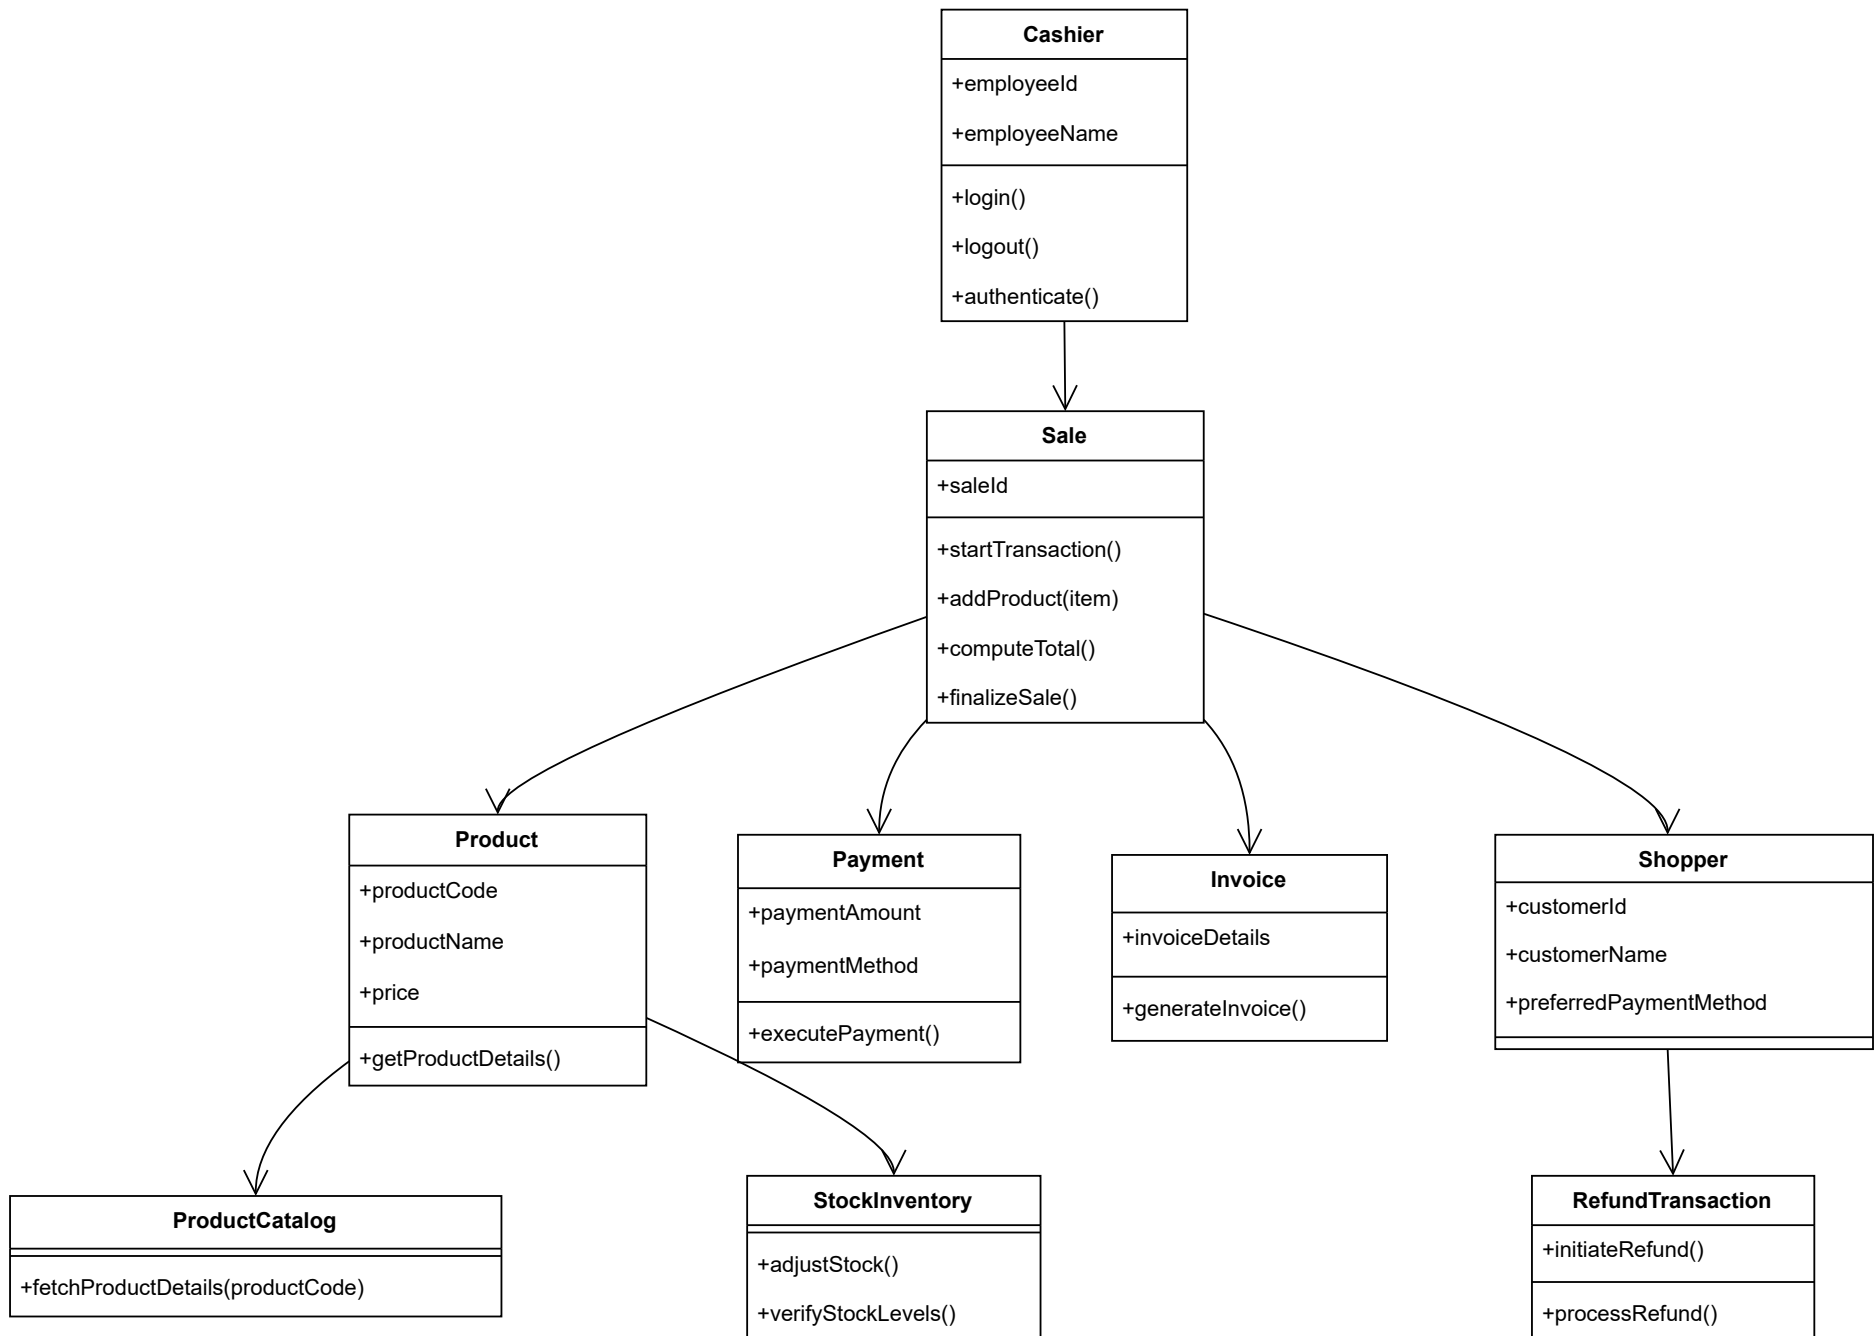 Cashier
+employeeId
+employeeName
+login()
+logout()
+authenticate()
Sale
+saleId
+startTransaction()
+addProduct(item)
+computeTotal()
+finalizeSale()
Product
+productCode
+productName
+price
+getProductDetails()
Payment
+paymentAmount
+paymentMethod
+executePayment()
Invoice
+invoiceDetails
+generateInvoice()
Shopper
+customerId
+customerName
+preferredPaymentMethod
ProductCatalog
+fetchProductDetails(productCode)
StockInventory
+adjustStock()
+verifyStockLevels()
RefundTransaction
+initiateRefund()
+processRefund()